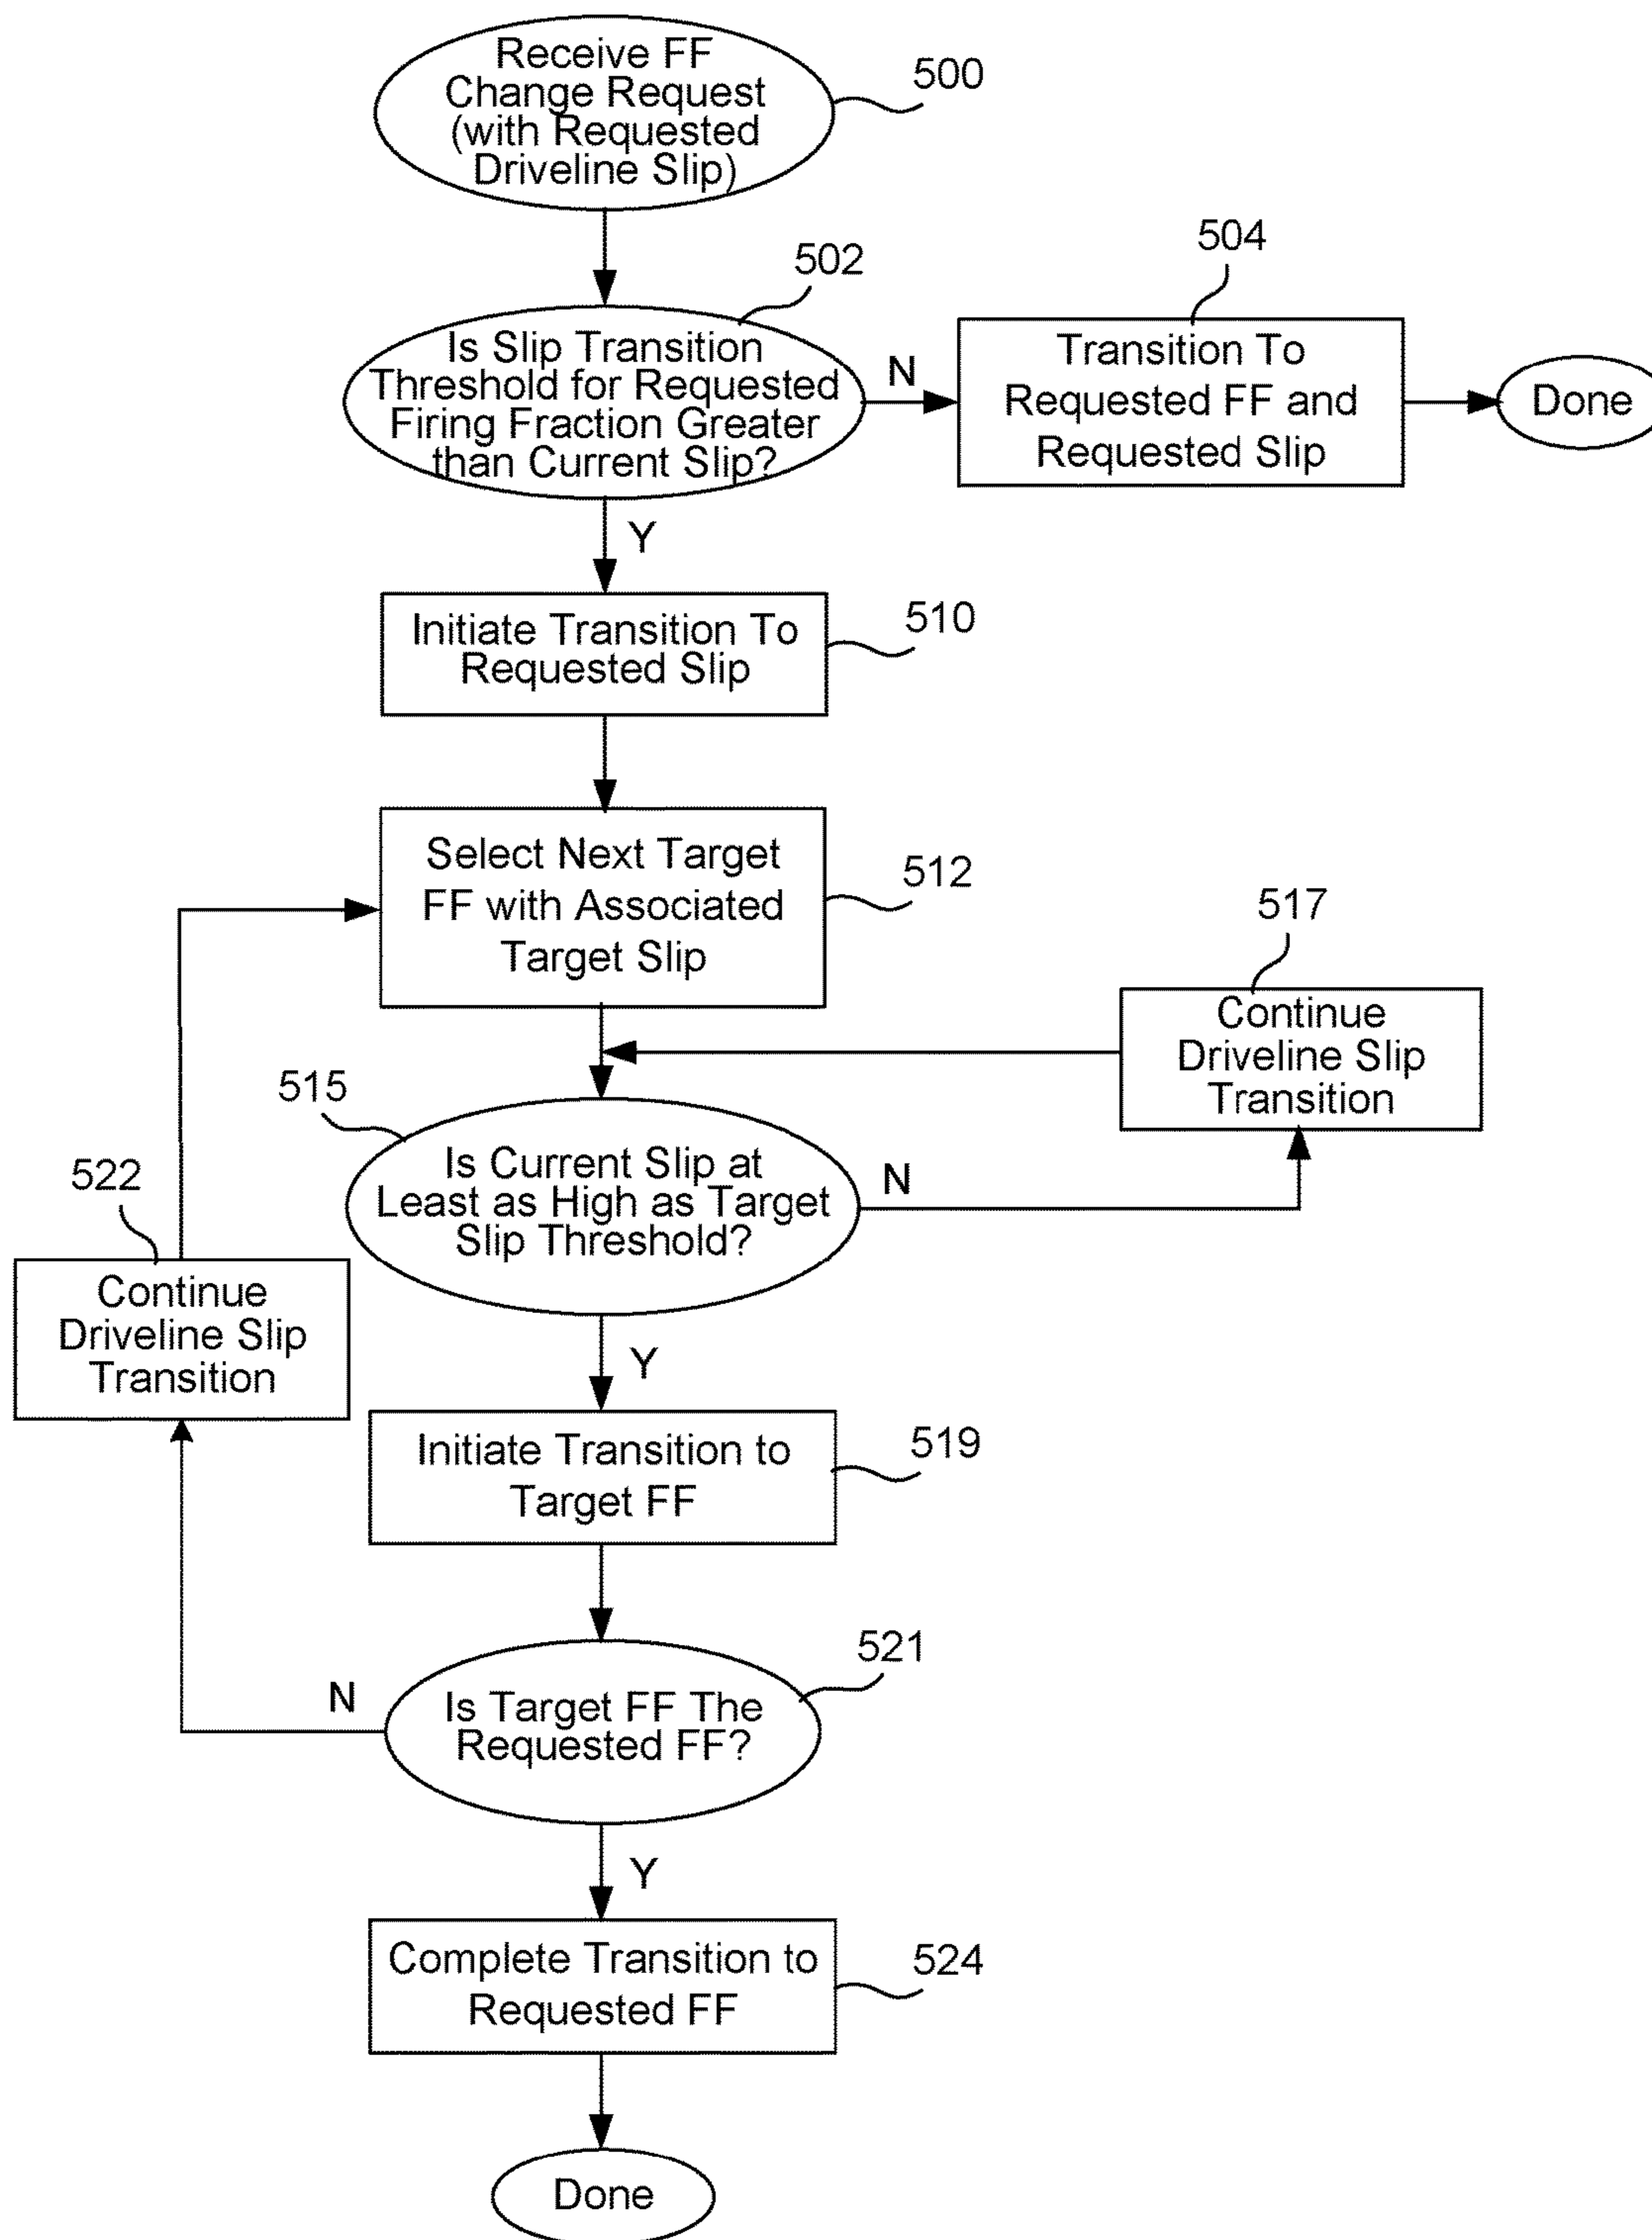 Receive FF
Change Request
(with Requested
Driveline Slip)
500
502
Is Slip Transition
Threshold for Requested
Firing Fraction Greater
than Current Slip?
N
504
Transition To
Requested FF and
Requested Slip
Done
Y
Initiate Transition To
Requested Slip
510
Select Next Target
FF with Associated
Target Slip
512
517
Continue
Driveline Slip
Transition
515
Is Current Slip at
Least as High as Target
Slip Threshold?
N
522
Continue
Driveline Slip
Transition
Y
Initiate Transition to
Target FF
519
521
Is Target FF The
Requested FF?
N
Y
Complete Transition to
Requested FF
524
Done